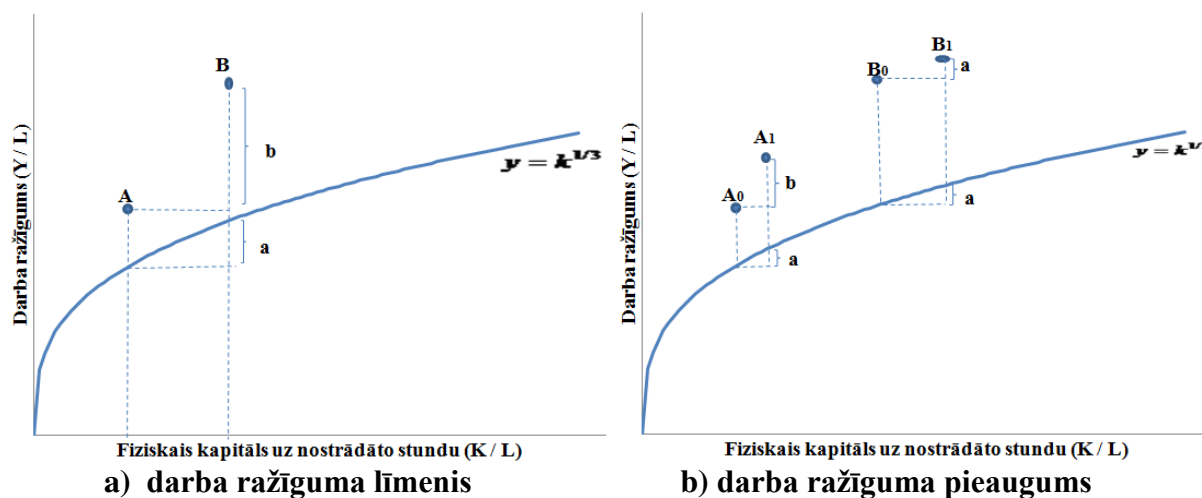 Darba ražīgums (Y / L)
B
b
A
a
y = k^1/3
Fiziskais kapitāls uz nostrādāto stundu (K / L)
a) darba ražīguma līmenis
Darba ražīgums (Y / L)
B1
a
B0
A1
b
A0
a
a
y = k^1/
Fiziskais kapitāls uz nostrādāto stundu (K / L)
b) darba ražīguma pieaugums